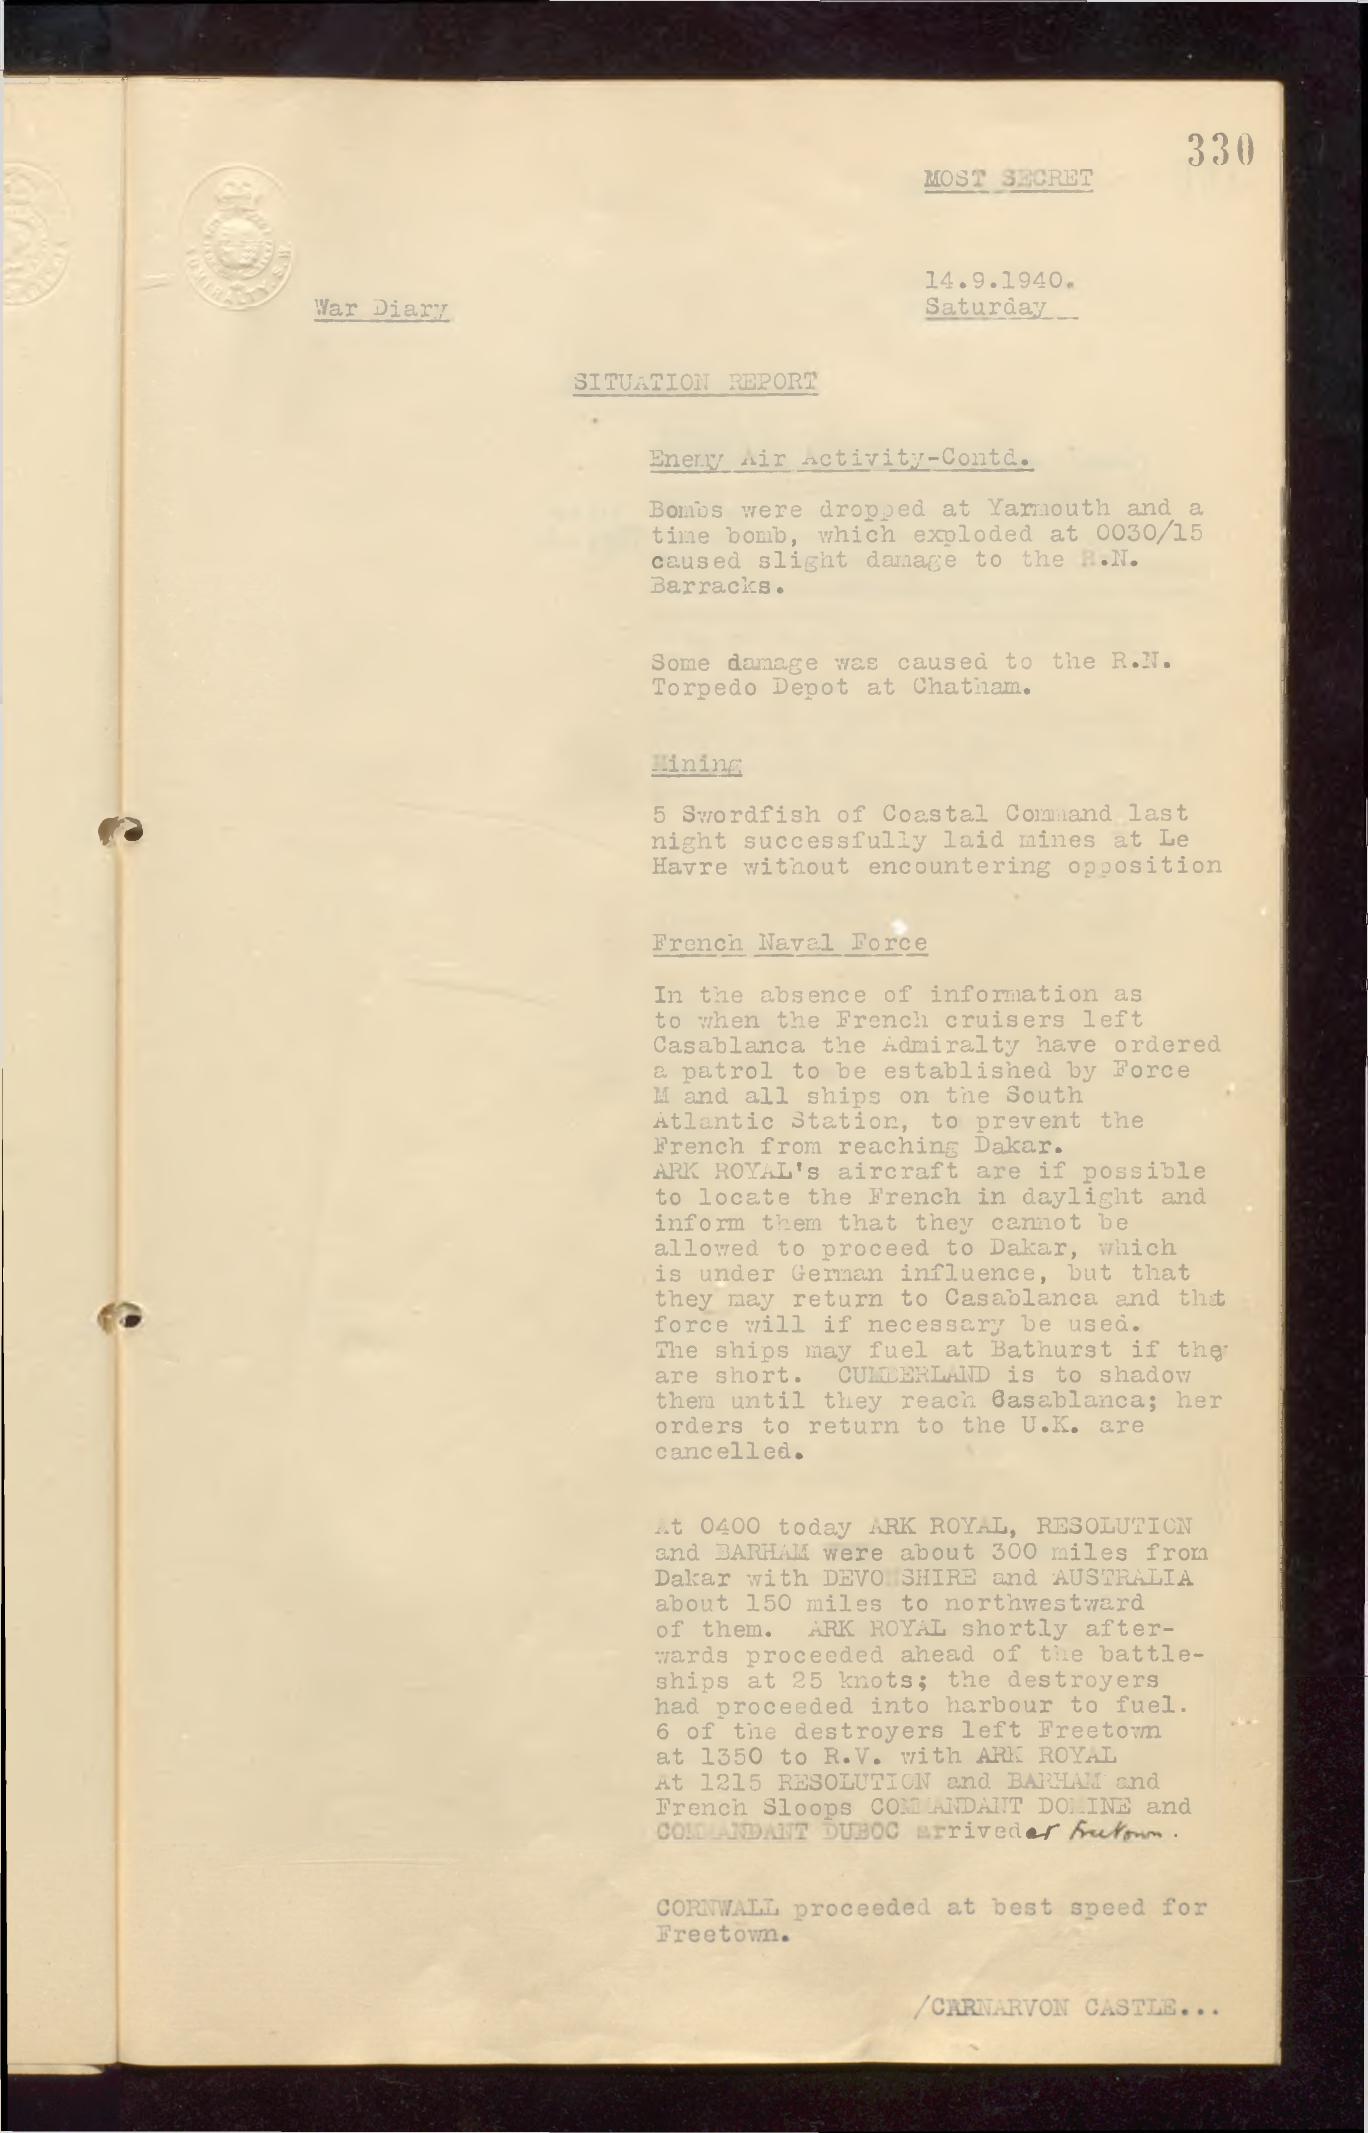 330
MOST SECRET
14.9.1940.
War Diary
Saturday
SITUATION REPORT
Enemy Air Activity-Contd.
Bombs were dropped at Yarmouth and a
time bomb, which exploded at 0030/15
caused slight damage to the R.N.
Barracks.
Some damage was caused to the R.N.
Torpedo Depot at Chatham.
Mining
5 Swordfish of Coastal Command last
night successfully laid mines at Le
Havre without encountering opposition
French Naval Force
In the absence of information as
to when the French cruisers left
Casablanca the Admiralty have ordered
a patrol to be established by Force
M and all ships on the South
Atlantic Station, to prevent the
French from reaching Dakar.
ARK ROYAL's aircraft are if possible
to locate the French in daylight and
inform them that they cannot be
allowed to proceed to Dakar, which
is under German influence, but that
they may return to Casablanca and that
force will if necessary be used.
The ships may fuel at Bathurst if they
are short. CUMBERLAND is to shadow
them until they reach Casablanca; her
orders to return to the U.K. are
cancelled.
At 0400 today ARK ROYAL, RESOLUTION
and BARHAM were about 300 miles from
Dakar with DEVONSHIRE and AUSTRALIA
about 150 miles to northwestward
of them. ARK ROYAL shortly after-
wards proceeded ahead of the battle-
ships at 25 knots; the destroyers
had proceeded into harbour to fuel.
6 of the destroyers left Freetown
at 1350 to R.V. with ARK ROYAL
At 1215 RESOLUTION and BARHAM and
French Sloops COMMANDANT DOMINE and
COMMANDANT DUBOC arrived at Freetown.
CORNWALL proceeded at best speed for
Freetown.
/CARNARVON CASTLE...